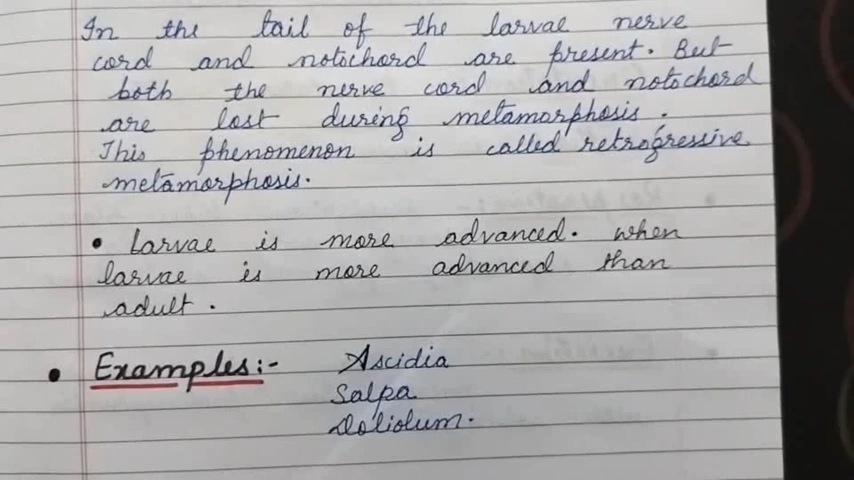 In the tail of the larvae nerve
cord and notochord are present. But
both the nerve cord and notochord
are lost during metamorphosis.
This phenomenon is called retrogressive
metamorphosis.
• Larvae is more advanced. when
larvae is more advanced than
adult.
• Examples:- Ascidia
Salpa
Doliolum.